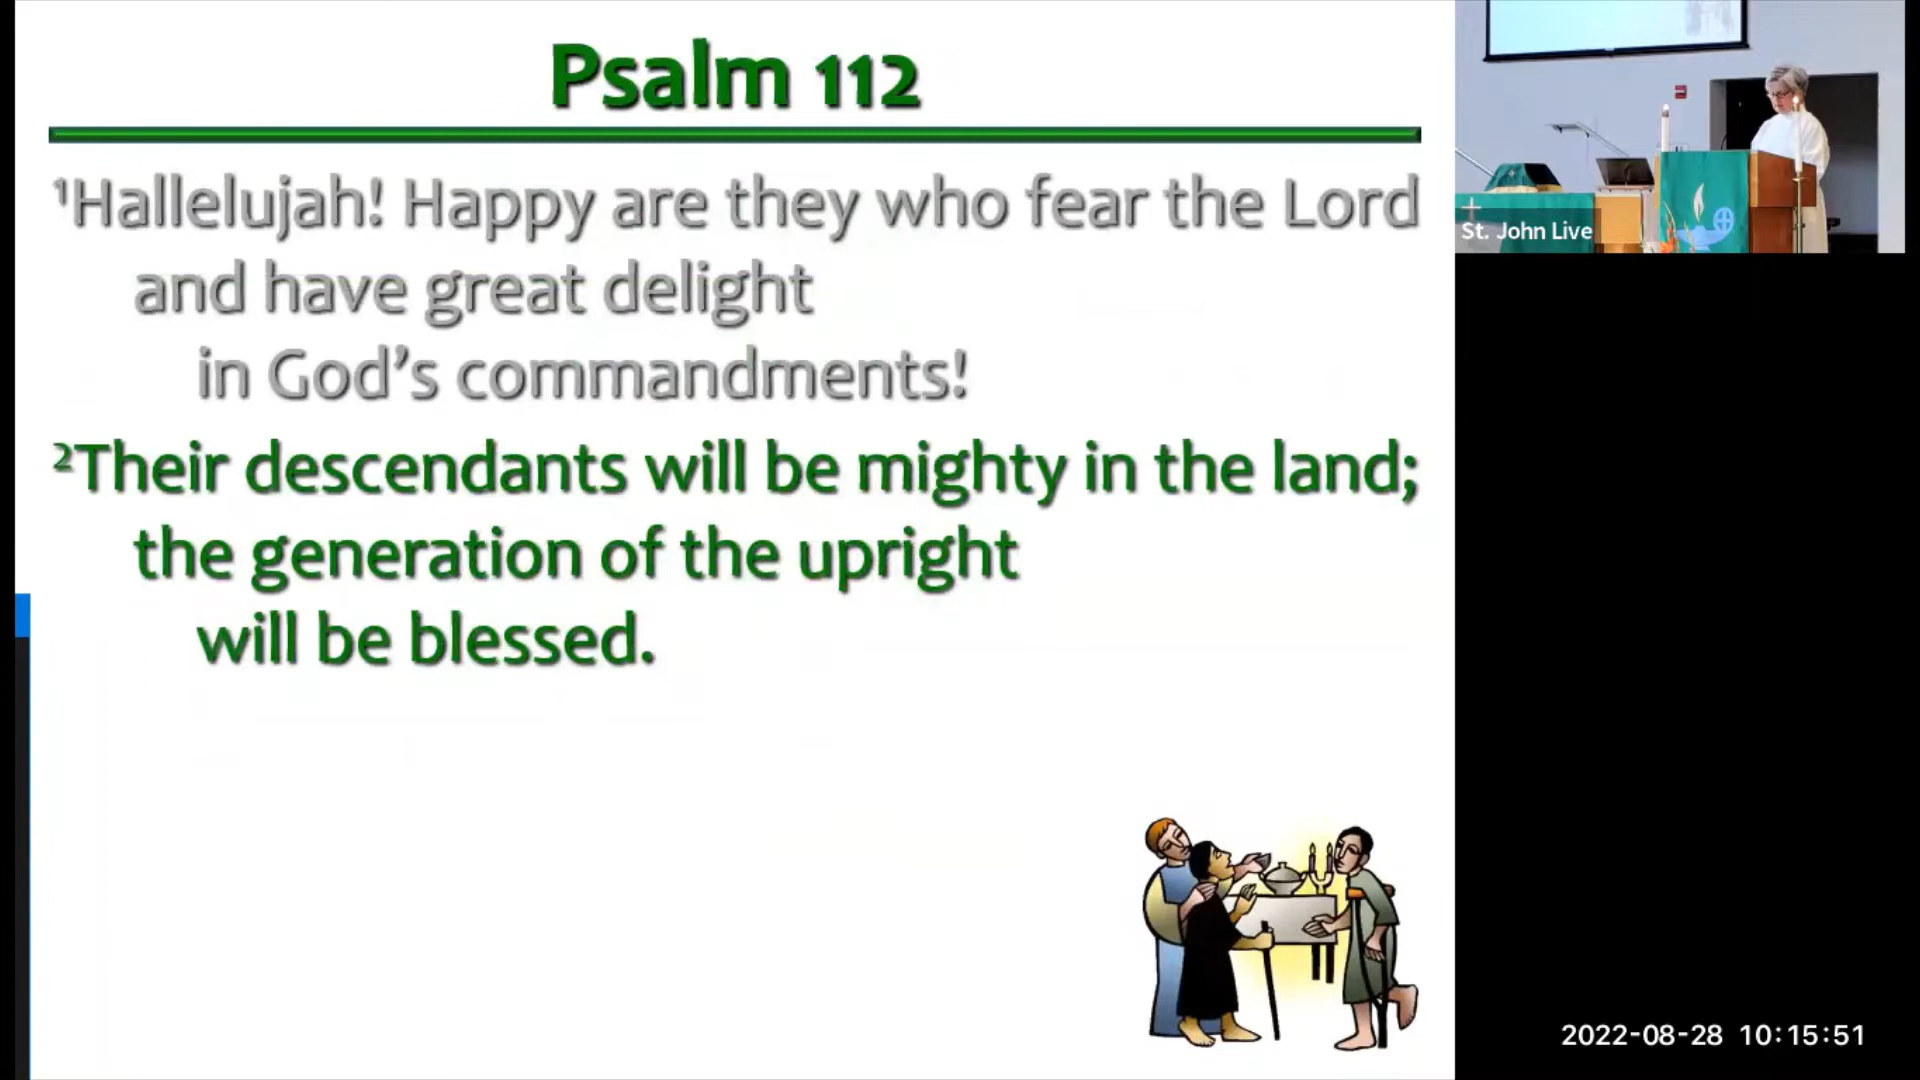 Psalm 112
¹Hallelujah! Happy are they who fear the Lord
and have great delight
in God’s commandments!
²Their descendants will be mighty in the land;
the generation of the upright
will be blessed.
St. John Live
2022-08-28 10:15:51